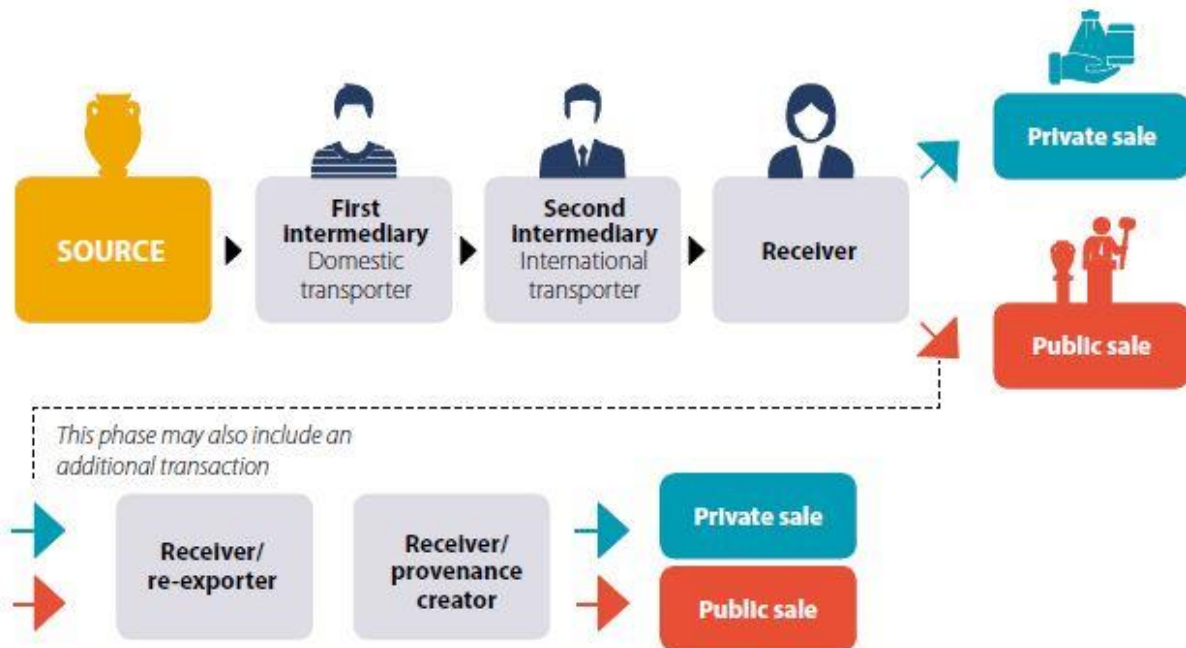 Private sale
SOURCE
First
intermediary
Domestic
transporter
Second
intermediary
International
transporter
Receiver
Public sale
This phase may also include an
additional transaction
Receiver/
re-exporter
Receiver/
provenance
creator
Private sale
Public sale